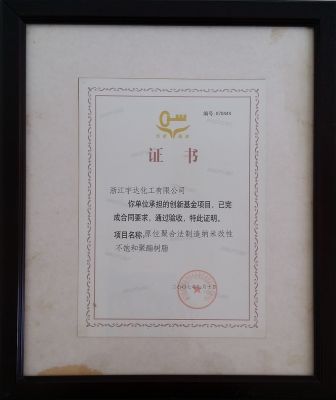 编号:070848
证书
浙江宇达化工有限公司
你单位承担的创新基金项目，已完
成合同要求，通过验收，特此证明。
项目名称:原位聚合法制造纳米改性
不饱和聚酯树脂